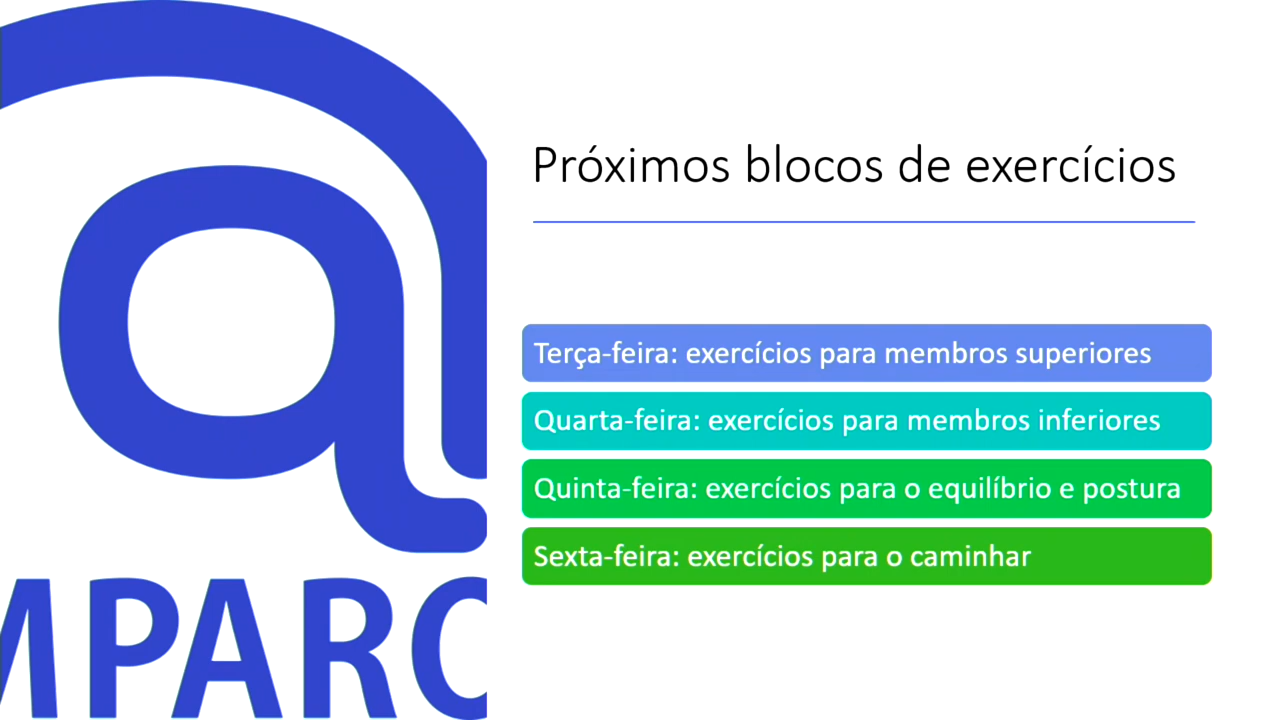 Próximos blocos de exercícios
Terça-feira: exercícios para membros superiores
Quarta-feira: exercícios para membros inferiores
Quinta-feira: exercícios para o equilíbrio e postura
Sexta-feira: exercícios para o caminhar
MPARO